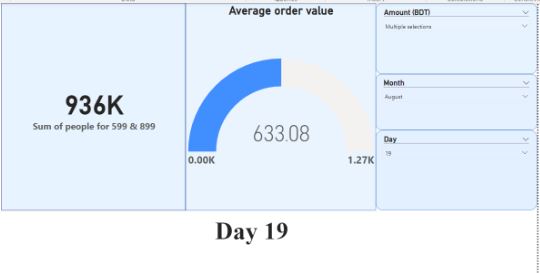 Average order value
936K
Sum of people for 599 & 899
633.08
0.00K
1.27K
Amount (BDT)
Multiple selections
Month
August
Day
19
Day 19